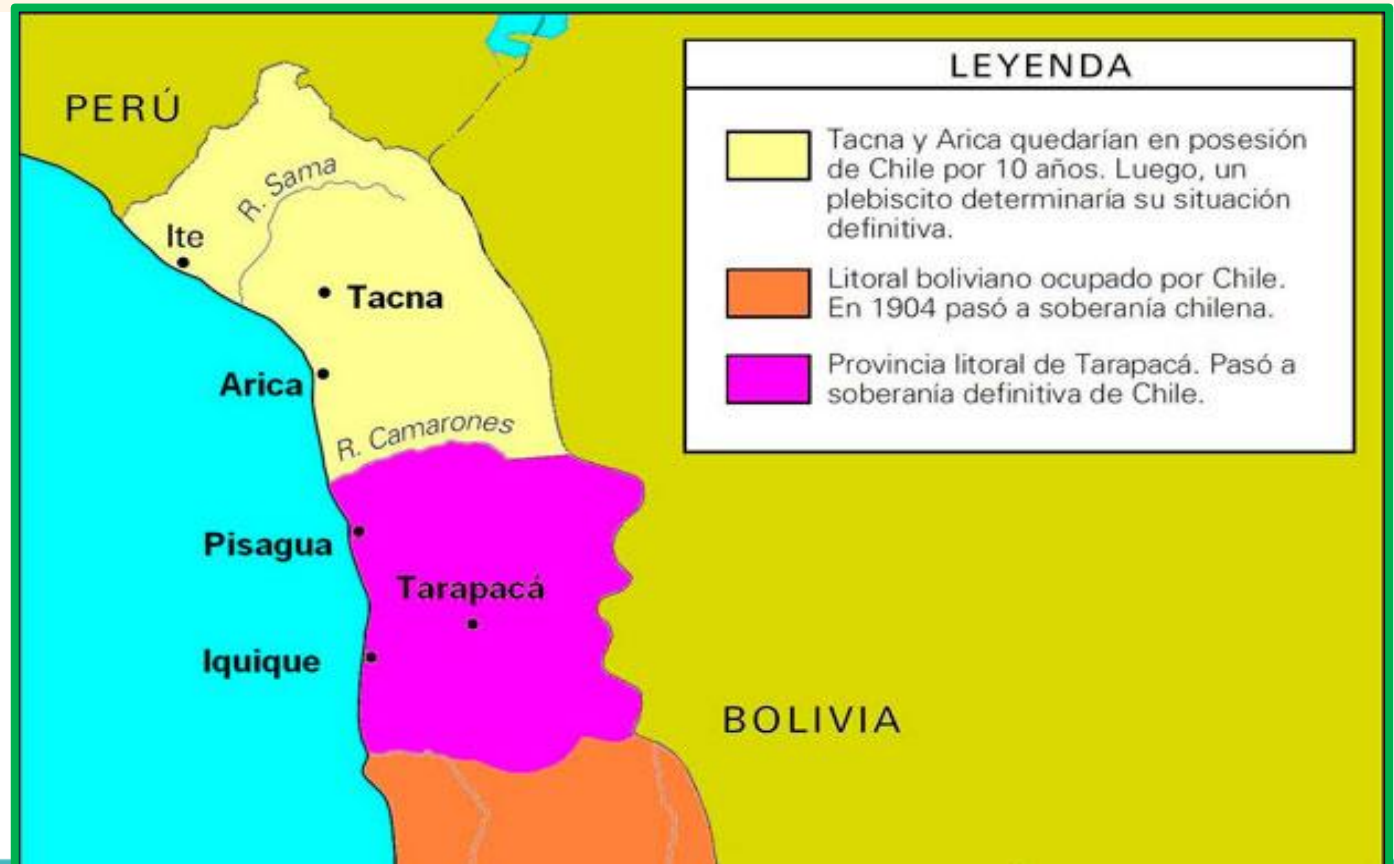 PERÚ
R. Sama
Ite
Tacna
Arica
R. Camarones
Pisagua
Tarapacá
Iquique
BOLIVIA
LEYENDA
Tacna y Arica quedarían en posesión
de Chile por 10 años. Luego, un
plebiscito determinaría su situación
definitiva.
Litoral boliviano ocupado por Chile.
En 1904 pasó a soberanía chilena.
Provincia litoral de Tarapacá. Pasó a
soberanía definitiva de Chile.